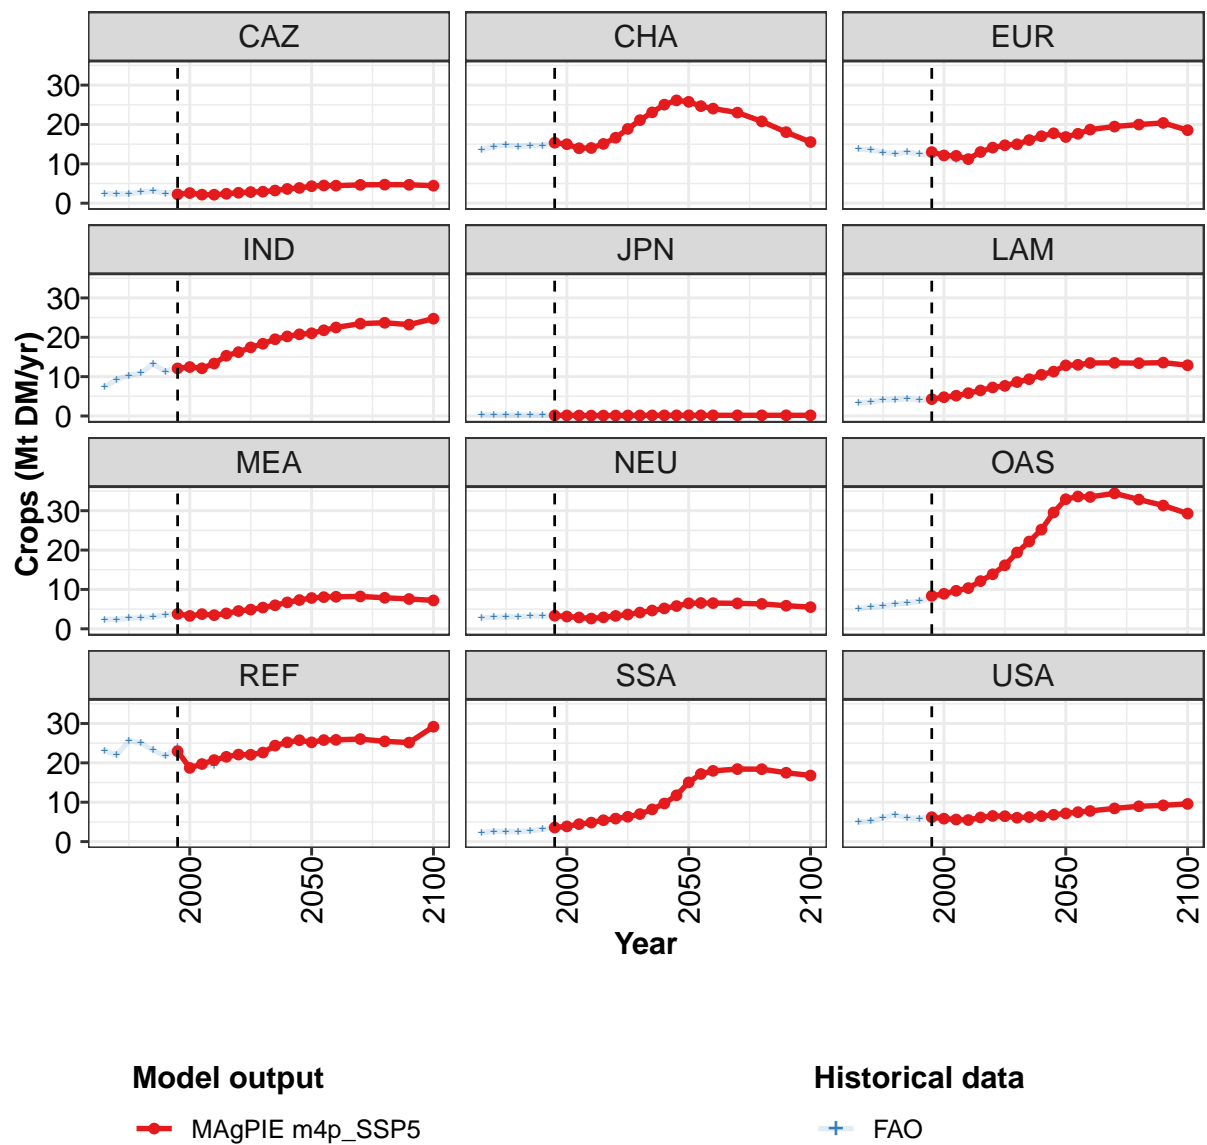 CAZ CHA EUR
30
20
10
0
IND JPN LAM
30
20
10
0
MEA NEU OAS
30
20
10
0
REF SSA USA
30
20
10
0
Crops (Mt DM/yr)
2000 2050 2100 2000 2050 2100 2000 2050 2100
Year
Model output Historical data
MAgPIE m4p_SSP5 FAO